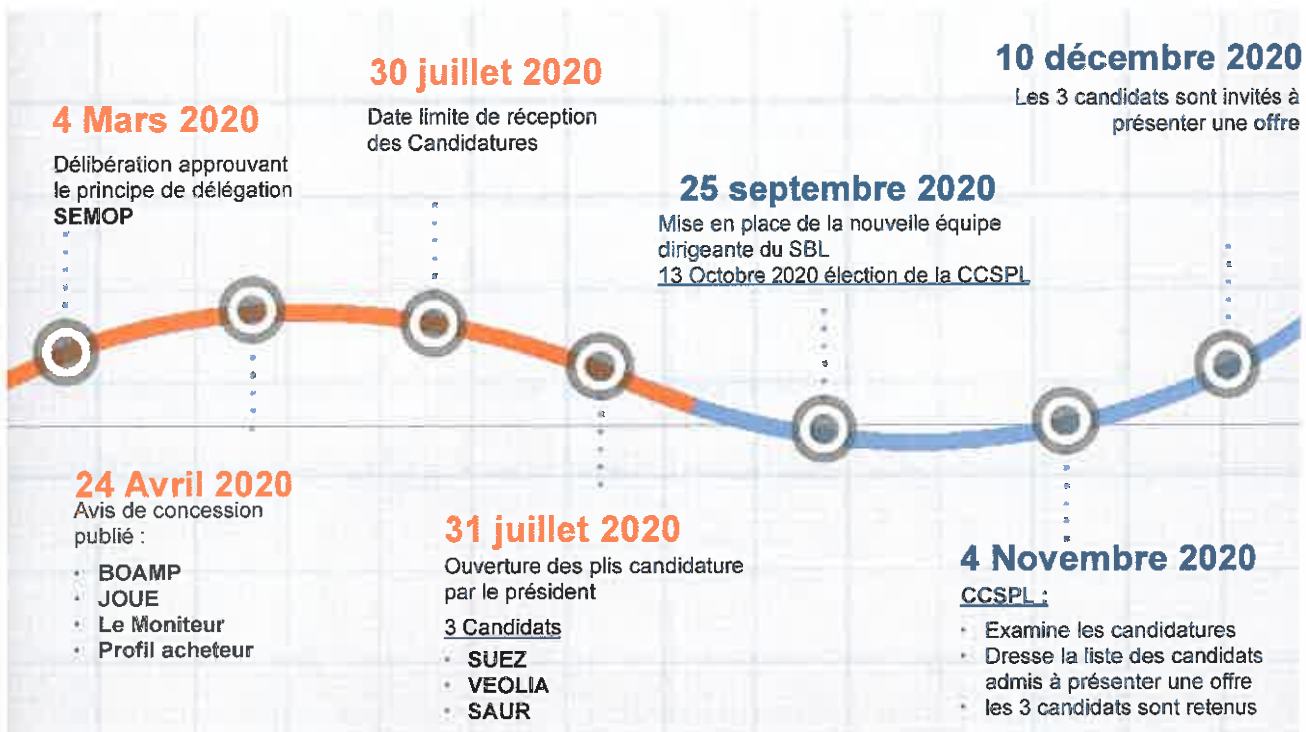 4 Mars 2020
Délibération approuvant
le principe de délégation
SEMOP
24 Avril 2020
Avis de concession
publié :
· BOAMP
· JOUE
· Le Moniteur
· Profil acheteur
30 juillet 2020
Date limite de réception
des Candidatures
31 juillet 2020
Ouverture des plis candidature
par le président
3 Candidats
· SUEZ
· VEOLIA
· SAUR
25 septembre 2020
Mise en place de la nouvelle équipe
dirigeante du SBL
13 Octobre 2020 élection de la CCSPL
4 Novembre 2020
CCSPL :
· Examine les candidatures
· Dresse la liste des candidats
admis à présenter une offre
· les 3 candidats sont retenus
10 décembre 2020
Les 3 candidats sont invités à
présenter une offre